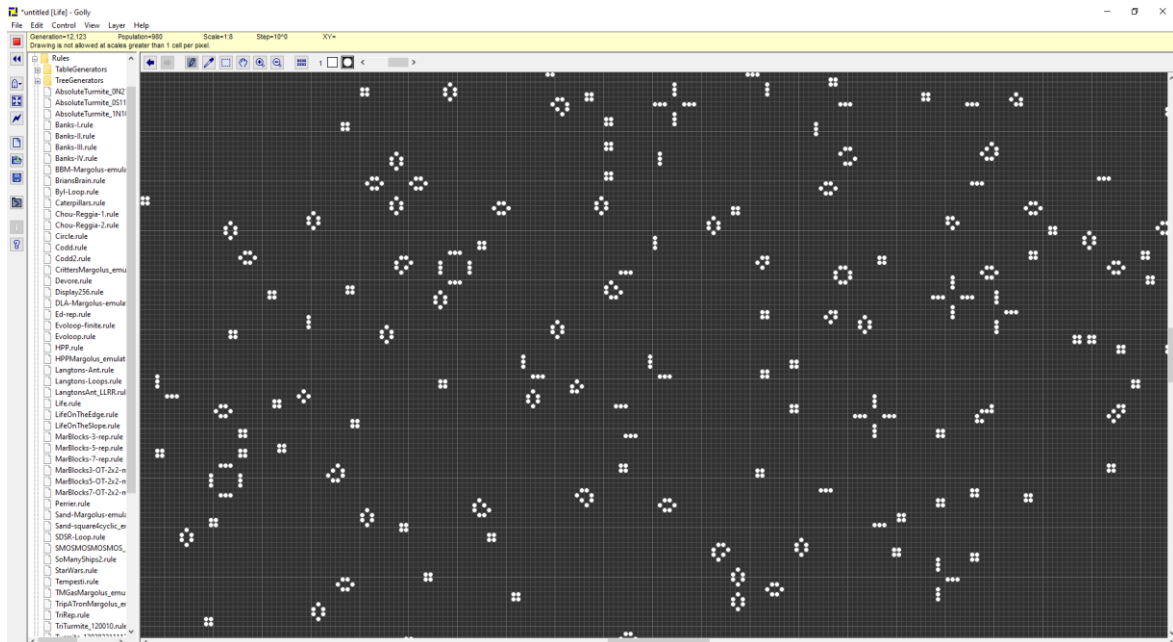 *untitled [Life] - Golly
File Edit Control View Layer Help
Generation=12,123 Population=980 Scale=1:8 Step=10^0 XY=
Drawing is not allowed at scales greater than 1 cell per pixel.
Rules
TableGenerators
TreeGenerators
AbsoluteTurmite_0N2
AbsoluteTurmite_0S11
AbsoluteTurmite_1N1
Banks-I.rule
Banks-II.rule
Banks-III.rule
Banks-IV.rule
BBM-Margolus-emula
BriansBrain.rule
Byl-Loop.rule
Caterpillars.rule
Chou-Reggia-1.rule
Chou-Reggia-2.rule
Circle.rule
Codd.rule
Codd2.rule
CrittersMargolus_emu
Devore.rule
Display256.rule
DLA-Margolus-emula
Ed-rep.rule
Evoloop-finite.rule
Evoloop.rule
HPP.rule
HPPMargolus_emulat
Langtons-Ant.rule
Langtons-Loops.rule
LangtonsAnt_LLRR.rul
Life.rule
LifeOnTheEdge.rule
LifeOnTheSlope.rule
MarBlocks-3-rep.rule
MarBlocks-5-rep.rule
MarBlocks-7-rep.rule
MarBlocks3-OT-2x2-n
MarBlocks5-OT-2x2-n
MarBlocks7-OT-2x2-n
Perrier.rule
Sand-Margolus-emula
Sand-square4cyclic_e
SDSR-Loop.rule
SMOSMOSMOSMOS_
SoManyShips2.rule
StarWars.rule
Tempesti.rule
TMGasMargolus_emu
TripATronMargolus_e
TriRep.rule
TriTurmite_120010.rule
1